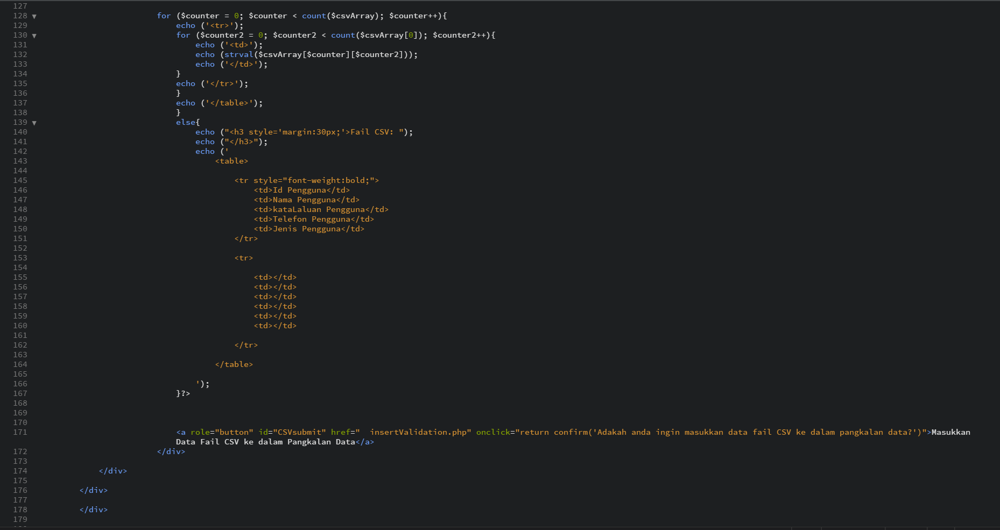 127
128 ▼ for ($counter = 0; $counter < count($csvArray); $counter++){
129 echo ('<tr>');
130 ▼ for ($counter2 = 0; $counter2 < count($csvArray[0]); $counter2++){
131 echo ('<td>');
132 echo (strval($csvArray[$counter][$counter2]));
133 echo ('</td>');
134 }
135 echo ('</tr>');
136 }
137 echo ('</table>');
138 }
139 ▼ else{
140 echo ("<h3 style='margin:30px;'>Fail CSV: ");
141 echo ("</h3>");
142 echo ('
143 <table>
144
145 <tr style="font-weight:bold;">
146 <td>Id Pengguna</td>
147 <td>Nama Pengguna</td>
148 <td>kataLaluan Pengguna</td>
149 <td>Telefon Pengguna</td>
150 <td>Jenis Pengguna</td>
151 </tr>
152
153 <tr>
154
155 <td></td>
156 <td></td>
157 <td></td>
158 <td></td>
159 <td></td>
160 <td></td>
161
162 </tr>
163
164 </table>
165
166 ');
167 }?>
168
169
170
171 <a role="button" id="CSVsubmit" href="  insertValidation.php" onclick="return confirm('Adakah anda ingin masukkan data fail CSV ke dalam pangkalan data?')">Masukkan
Data Fail CSV ke dalam Pangkalan Data</a>
172 </div>
173
174 </div>
175
176 </div>
177
178 </div>
179